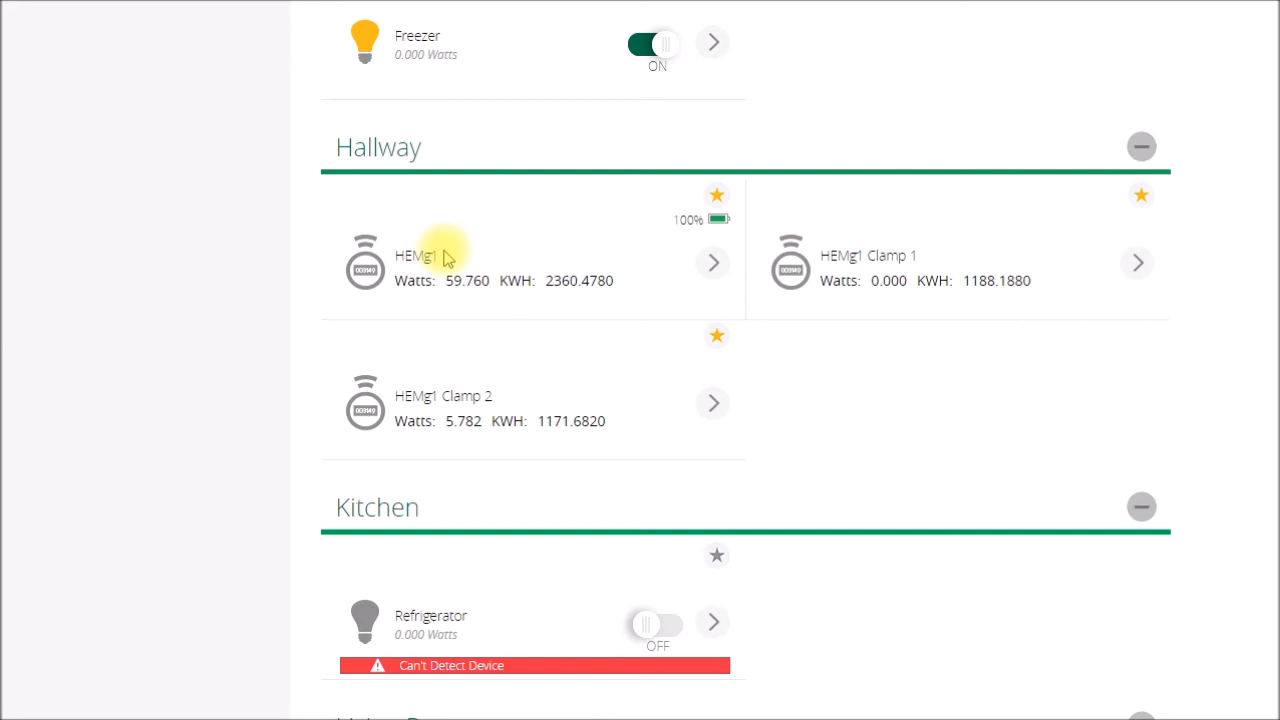 Freezer
0.000 Watts
ON
Hallway
100%
HEMg1
Watts: 59.760 KWH: 2360.4780
HEMg1 Clamp 1
Watts: 0.000 KWH: 1188.1880
HEMg1 Clamp 2
Watts: 5.782 KWH: 1171.6820
Kitchen
Refrigerator
0.000 Watts
OFF
Can't Detect Device